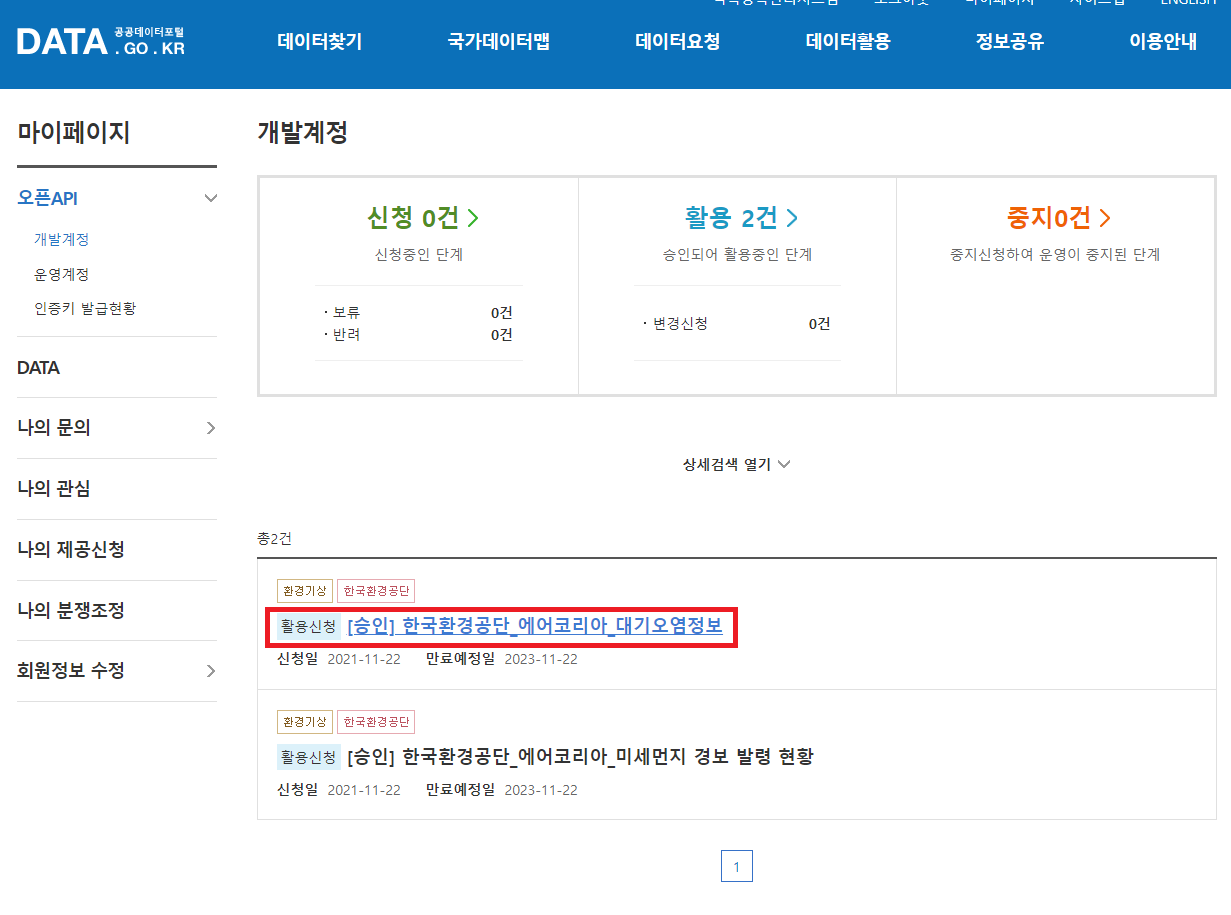 ENGLISH
DATA 공공데이터포털 . GO . KR
데이터찾기 국가데이터맵 데이터요청 데이터활용 정보공유 이용안내
마이페이지
오픈API
개발계정
운영계정
인증키 발급현황
DATA
나의 문의
나의 관심
나의 제공신청
나의 분쟁조정
회원정보 수정
개발계정
신청 0건
신청중인 단계
· 보류 0건
· 반려 0건
활용 2건
승인되어 활용중인 단계
· 변경신청 0건
중지0건
중지신청하여 운영이 중지된 단계
상세검색 열기
총2건
환경기상 한국환경공단
활용신청 [승인] 한국환경공단_에어코리아_대기오염정보
신청일 2021-11-22 만료예정일 2023-11-22
환경기상 한국환경공단
활용신청 [승인] 한국환경공단_에어코리아_미세먼지 경보 발령 현황
신청일 2021-11-22 만료예정일 2023-11-22
1